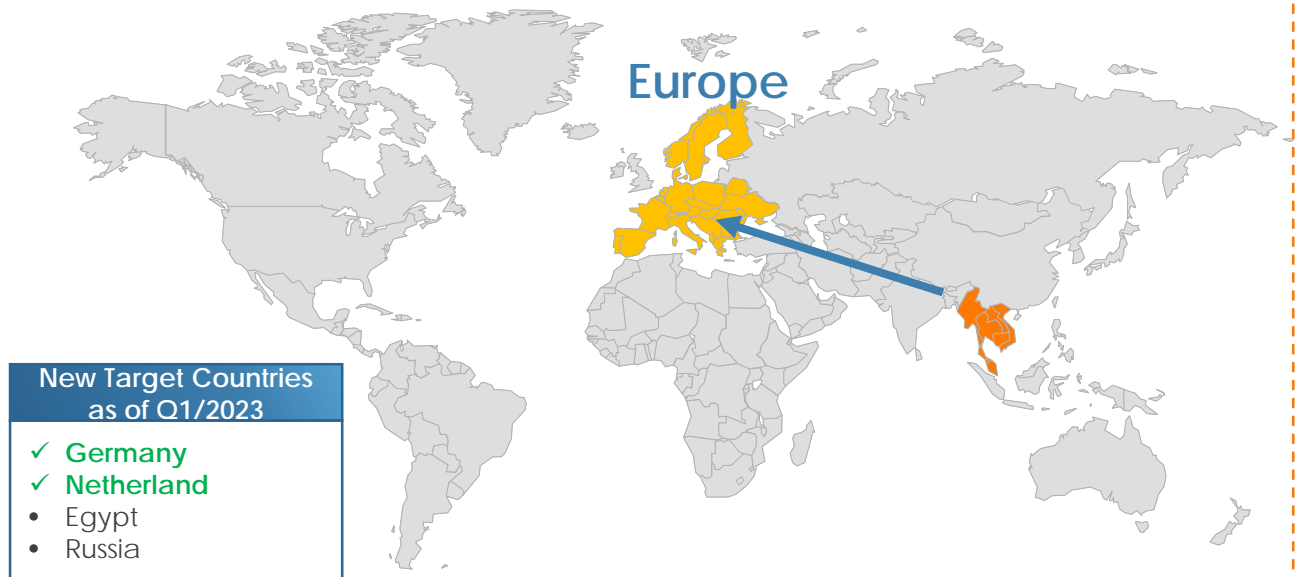 Europe
New Target Countries
as of Q1/2023
✓ Germany
✓ Netherland
• Egypt
• Russia